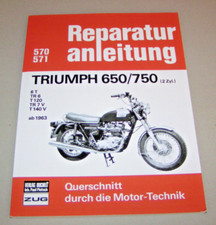 Reparatur
anleitung
570
571
TRIUMPH 650/750 (2 Zyl.)
6 T
TR 6
T 120
TR 7 V
T 140 V
ab 1963
ZUG
Querschnitt
durch die Motor-Technik